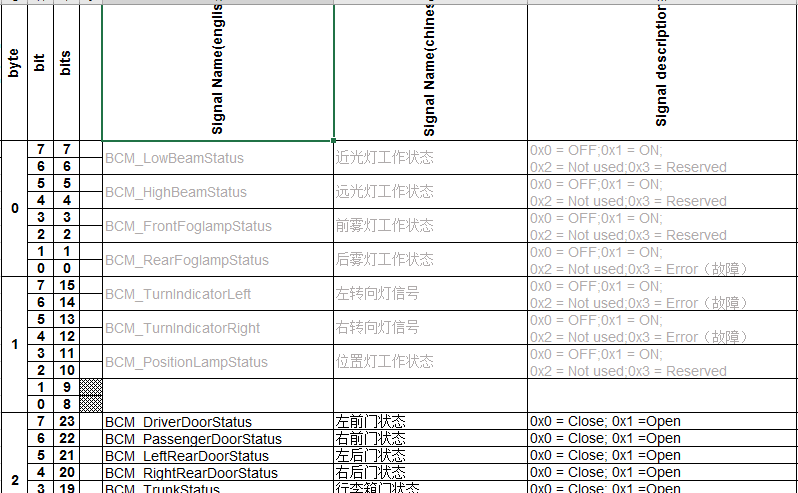 byte bit bits Signal Name(englis Signal Name(chines Signal description
0
7 7 BCM_LowBeamStatus 近光灯工作状态 0x0 = OFF;0x1 = ON;
6 6 0x2 = Not used;0x3 = Reserved
5 5 BCM_HighBeamStatus 远光灯工作状态 0x0 = OFF;0x1 = ON;
4 4 0x2 = Not used;0x3 = Reserved
3 3 BCM_FrontFoglampStatus 前雾灯工作状态 0x0 = OFF;0x1 = ON;
2 2 0x2 = Not used;0x3 = Reserved
1 1 BCM_RearFoglampStatus 后雾灯工作状态 0x0 = OFF;0x1 = ON;
0 0 0x2 = Not used;0x3 = Error（故障）
1
7 15 BCM_TurnIndicatorLeft 左转向灯信号 0x0 = OFF;0x1 = ON;
6 14 0x2 = Not used;0x3 = Error（故障）
5 13 BCM_TurnIndicatorRight 右转向灯信号 0x0 = OFF;0x1 = ON;
4 12 0x2 = Not used;0x3 = Error（故障）
3 11 BCM_PositionLampStatus 位置灯工作状态 0x0 = OFF;0x1 = ON;
2 10 0x2 = Not used;0x3 = Reserved
1 9
0 8
2
7 23 BCM_DriverDoorStatus 左前门状态 0x0 = Close; 0x1 =Open
6 22 BCM_PassengerDoorStatus 右前门状态 0x0 = Close; 0x1 =Open
5 21 BCM_LeftRearDoorStatus 左后门状态 0x0 = Close; 0x1 =Open
4 20 BCM_RightRearDoorStatus 右后门状态 0x0 = Close; 0x1 =Open
3 19 BCM_TrunkStatus 行李箱门状态 0x0 = Close; 0x1 =Open